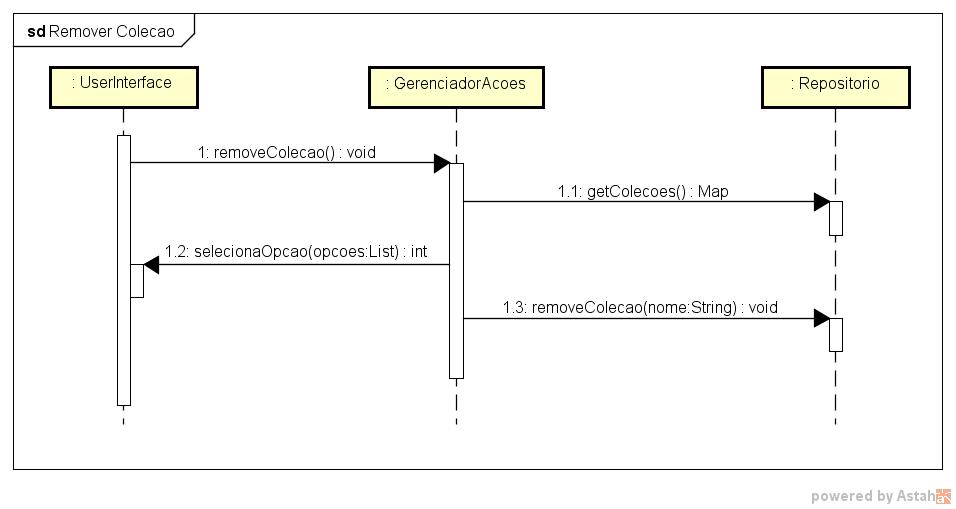 sd Remover Colecao
: UserInterface
: GerenciadorAcoes
: Repositorio
1: removeColecao() : void
1.1: getColecoes() : Map
1.2: selecionaOpcao(opcoes:List) : int
1.3: removeColecao(nome:String) : void
powered by Astah